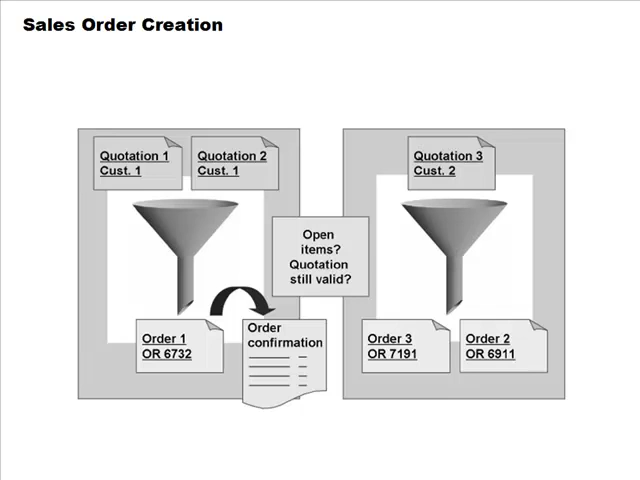 Sales Order Creation
Quotation 1
Cust. 1
Quotation 2
Cust. 1
Quotation 3
Cust. 2
Open
items?
Quotation
still valid?
Order 1
OR 6732
Order
confirmation
Order 3
OR 7191
Order 2
OR 6911